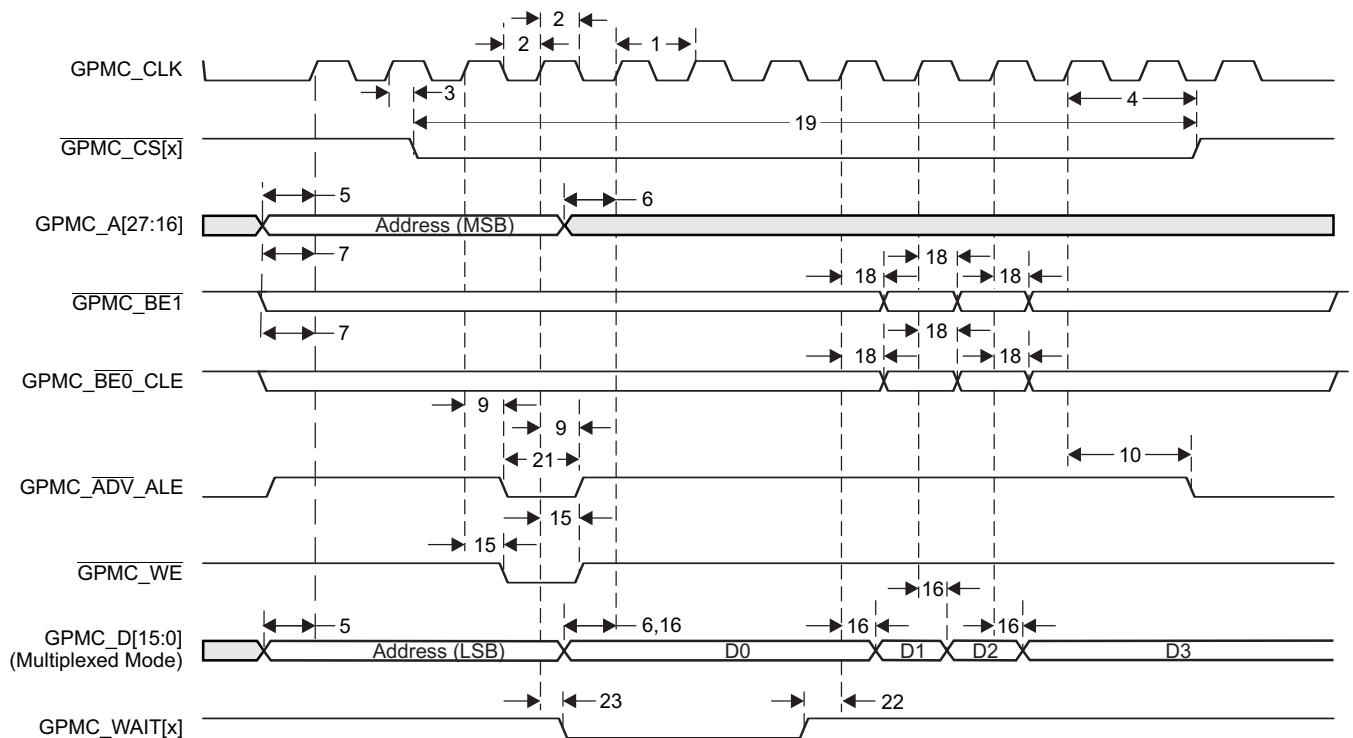 2
2
1
GPMC_CLK
3
4
19
GPMC_CS[x]
5
6
GPMC_A[27:16]
Address (MSB)
7
18
18
18
GPMC_BE1
7
18
18
18
GPMC_BE0_CLE
9
9
10
21
GPMC_ADV_ALE
15
15
GPMC_WE
16
5
6,16
16
16
GPMC_D[15:0]
(Multiplexed Mode)
Address (LSB)
D0
D1
D2
D3
23
22
GPMC_WAIT[x]